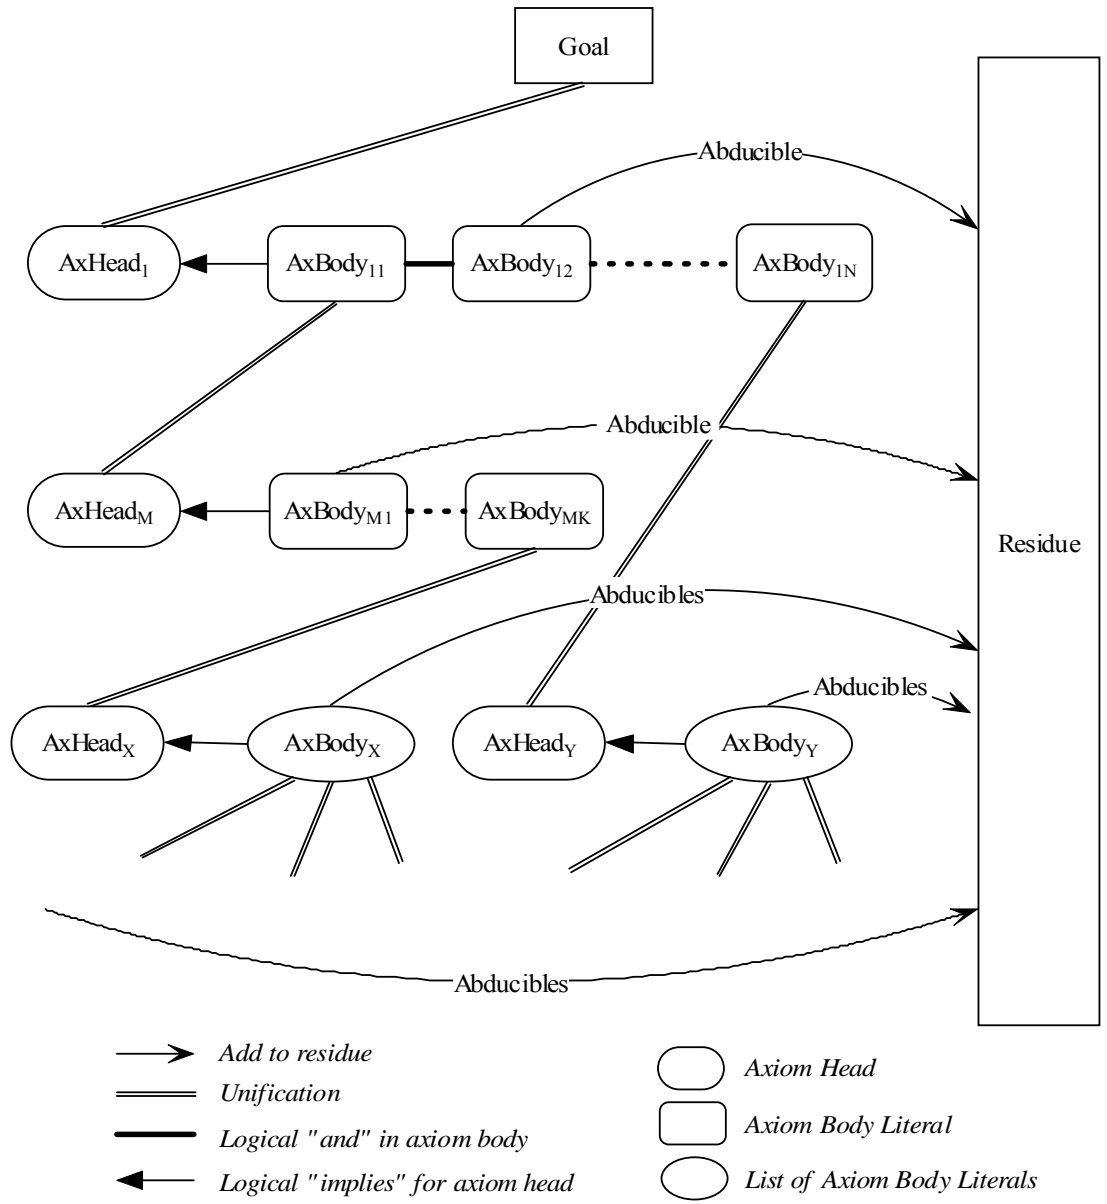 Goal
Abducible
AxHead1 AxBody11 AxBody12 AxBody1N
Abducible
AxHeadM AxBodyM1 AxBodyMK
Residue
Abducibles
Abducibles
AxHeadX AxBodyX AxHeadY AxBodyY
Abducibles
Add to residue
Unification
Logical "and" in axiom body
Logical "implies" for axiom head
Axiom Head
Axiom Body Literal
List of Axiom Body Literals